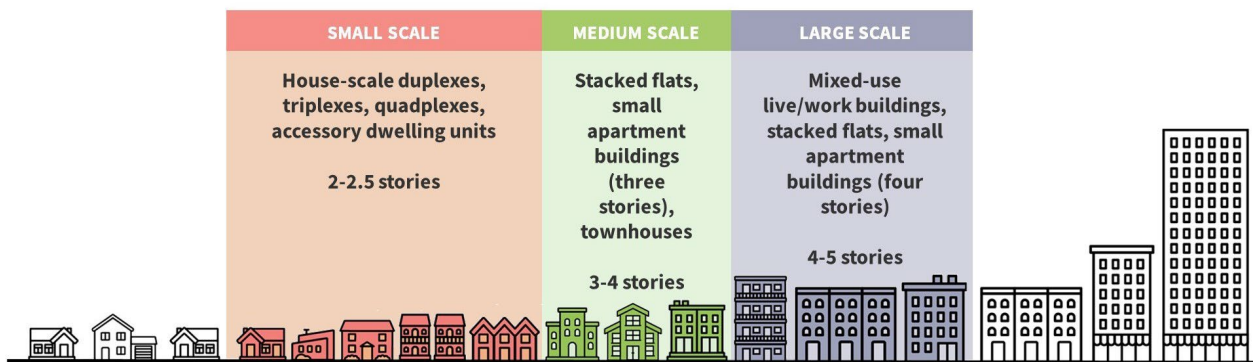 SMALL SCALE
House-scale duplexes,
triplexes, quadplexes,
accessory dwelling units
2-2.5 stories
MEDIUM SCALE
Stacked flats,
small
apartment
buildings
(three
stories),
townhouses
3-4 stories
LARGE SCALE
Mixed-use
live/work buildings,
stacked flats, small
apartment
buildings (four
stories)
4-5 stories